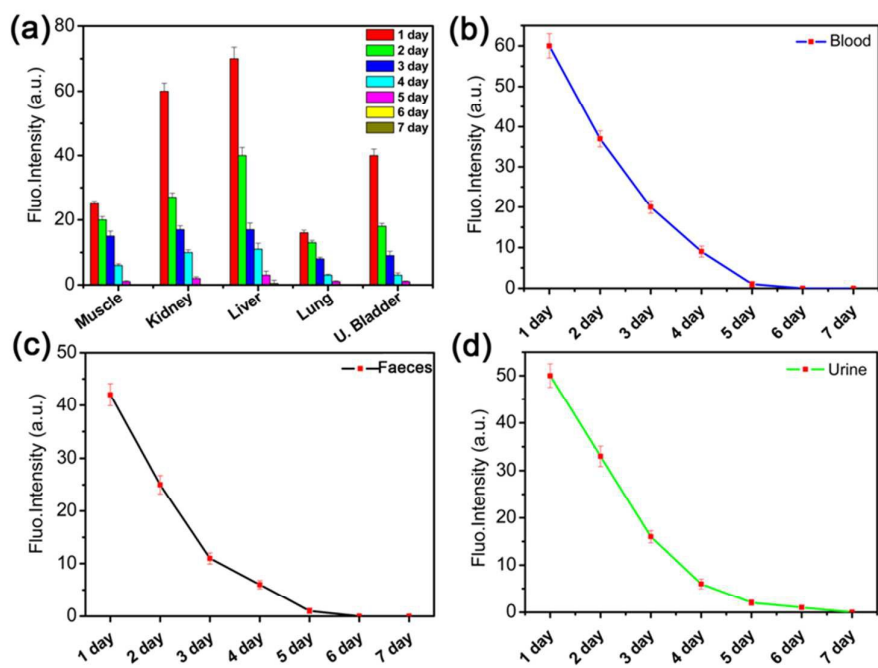 (a)
Fluo.Intensity (a.u.)
80
60
40
20
0
1 day
2 day
3 day
4 day
5 day
6 day
7 day
Muscle
Kidney
Liver
Lung
U. Bladder
(b)
Fluo.Intensity (a.u.)
60
50
40
30
20
10
0
Blood
1 day
2 day
3 day
4 day
5 day
6 day
7 day
(c)
Fluo.Intensity (a.u.)
50
40
30
20
10
0
Faeces
1 day
2 day
3 day
4 day
5 day
6 day
7 day
(d)
Fluo.Intensity (a.u.)
50
40
30
20
10
0
Urine
1 day
2 day
3 day
4 day
5 day
6 day
7 day